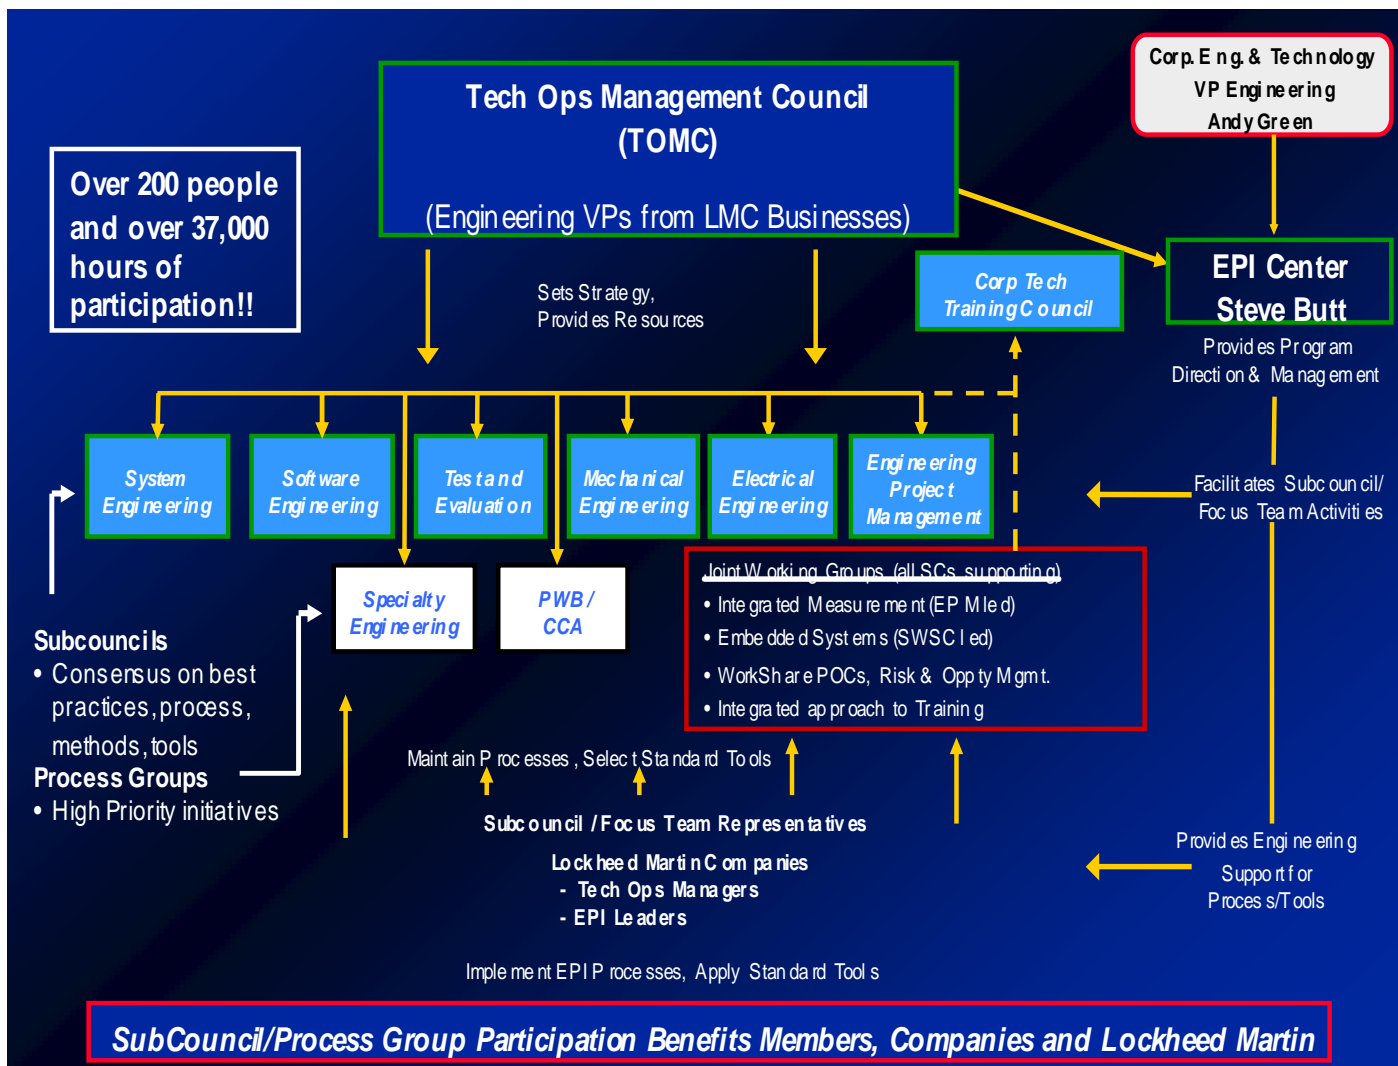 Corp. Eng. & Technology
VP Engineering
Andy Green
Tech Ops Management Council
(TOMC)
(Engineering VPs from LMC Businesses)
Over 200 people
and over 37,000
hours of
participation!!
EPI Center
Steve Butt
Corp Tech
Training Council
Sets Strategy,
Provides Resources
Provides Program
Direction & Management
System
Engineering
Software
Engineering
Test and
Evaluation
Mechanical
Engineering
Electrical
Engineering
Engineering
Project
Management
Facilitates Subcouncil/
Focus Team Activities
Specialty
Engineering
PWB /
CCA
Joint Working Groups (all SCs supporting)
• Integrated Measurement (EPM led)
• Embedded Systems (SWSC led)
• WorkShare POCs, Risk & Oppty Mgmt.
• Integrated approach to Training
Subcouncils
• Consensus on best
practices, process,
methods, tools
Process Groups
• High Priority initiatives
Maintain Processes, Select Standard Tools
Subcouncil / Focus Team Representatives
Lockheed Martin Companies
- Tech Ops Managers
- EPI Leaders
Provides Engineering
Support for
Process/Tools
Implement EPI Processes, Apply Standard Tools
SubCouncil/Process Group Participation Benefits Members, Companies and Lockheed Martin